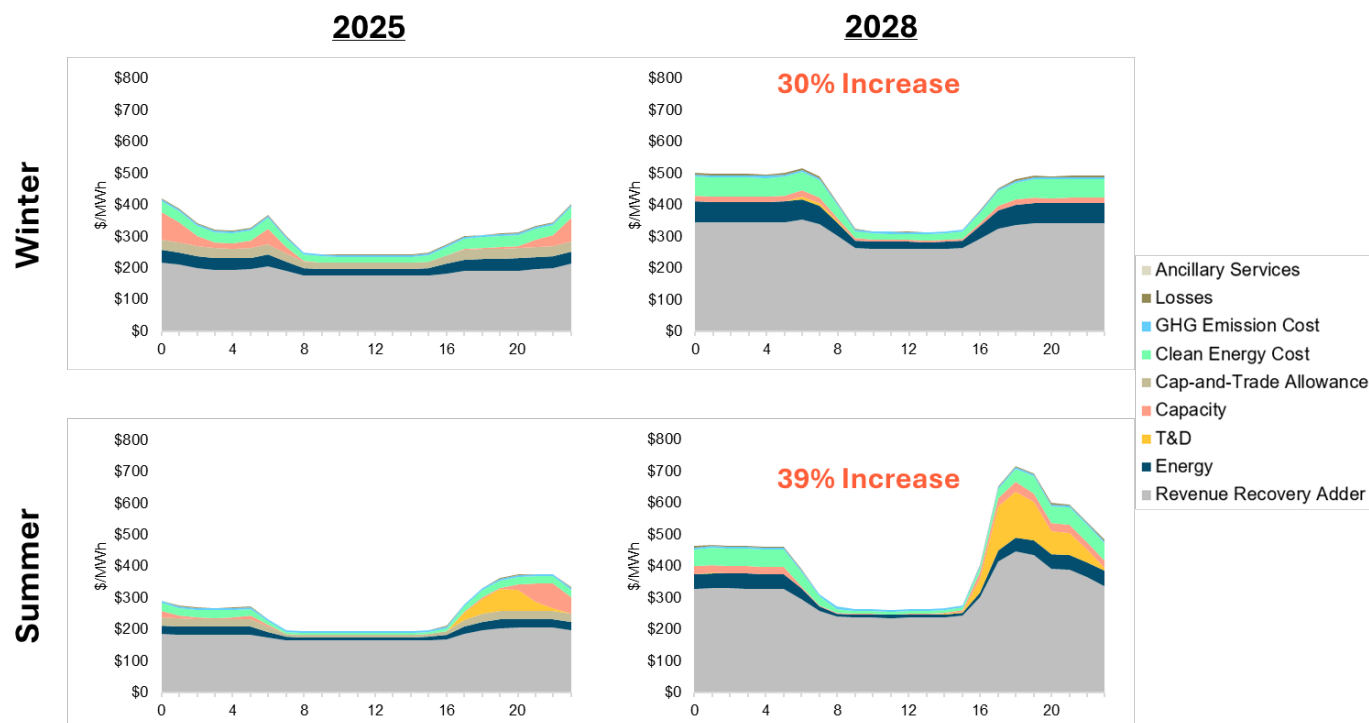 2025
2028
Winter
$800
$700
$600
$500
$400
$300
$200
$100
$0
$/MWh
0 4 8 12 16 20
30% Increase
$800
$700
$600
$500
$400
$300
$200
$100
$0
$/MWh
0 4 8 12 16 20
Summer
$800
$700
$600
$500
$400
$300
$200
$100
$0
$/MWh
0 4 8 12 16 20
39% Increase
$800
$700
$600
$500
$400
$300
$200
$100
$0
$/MWh
0 4 8 12 16 20
Ancillary Services
Losses
GHG Emission Cost
Clean Energy Cost
Cap-and-Trade Allowance
Capacity
T&D
Energy
Revenue Recovery Adder